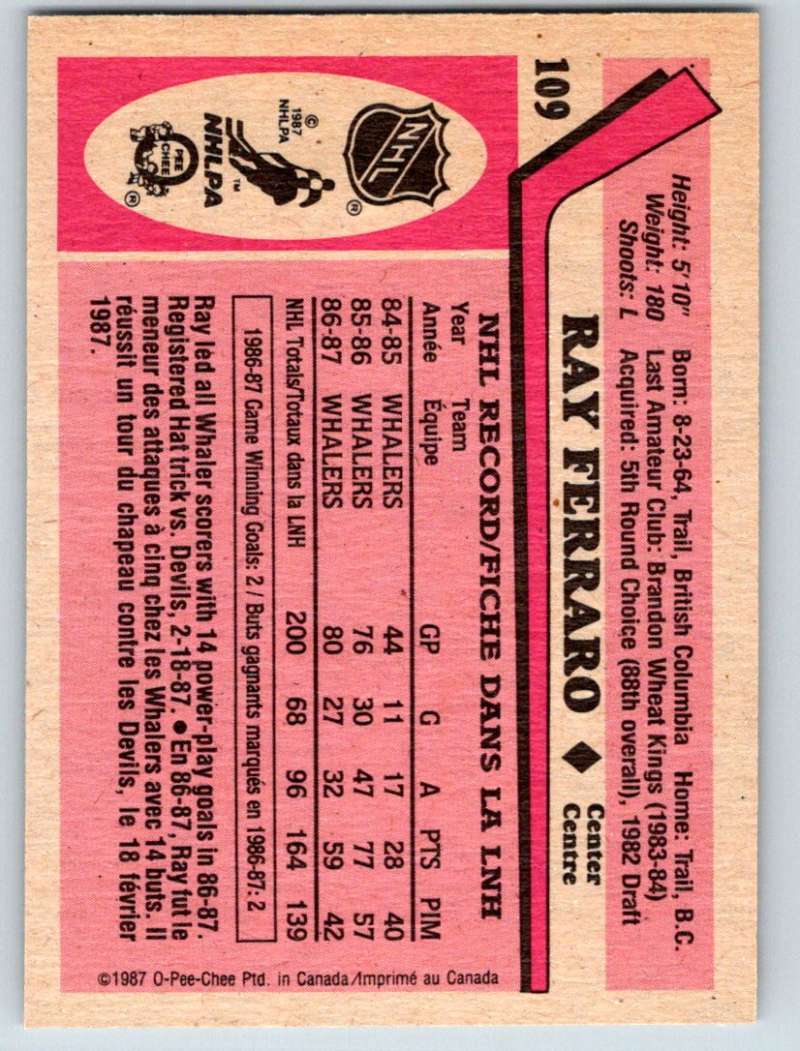 109
Height: 5'10" Born: 8-23-64, Trail, British Columbia Home: Trail, B.C.
Weight: 180 Last Amateur Club: Brandon Wheat Kings (1983-84)
Shoots: L Acquired: 5th Round Choice (88th overall), 1982 Draft
RAY FERRARO ◆ Center
Centre
NHL
®
© 1987 NHLPA
NHLPA™
O PEE CHEE
®
NHL RECORD/FICHE DANS LA LNH
Year Team
Année Équipe GP G A PTS PIM
84-85 WHALERS 44 11 17 28 40
85-86 WHALERS 76 30 47 77 57
86-87 WHALERS 80 27 32 59 42
NHL Totals/Totaux dans la LNH 200 68 96 164 139
1986-87 Game Winning Goals: 2 / Buts gagnants marqués en 1986-87: 2
Ray led all Whaler scorers with 14 power-play goals in 86-87.
Registered Hat trick vs. Devils, 2-18-87. ● En 86-87, Ray fut le
meneur des attaques à cinq chez les Whalers avec 14 buts. Il
réussit un tour du chapeau contre les Devils, le 18 février
1987.
©1987 O-Pee-Chee Ptd. in Canada/Imprimé au Canada